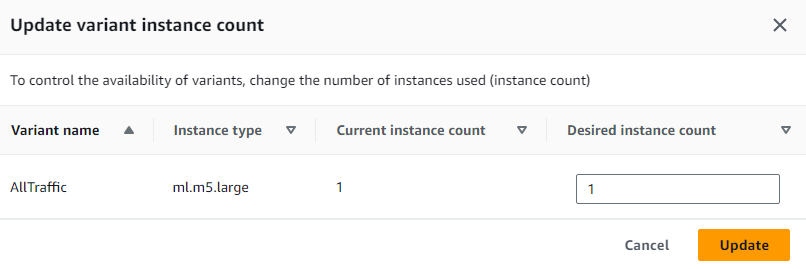 Update variant instance count
To control the availability of variants, change the number of instances used (instance count)
Variant name Instance type Current instance count Desired instance count
AllTraffic ml.m5.large 1 1
Cancel Update